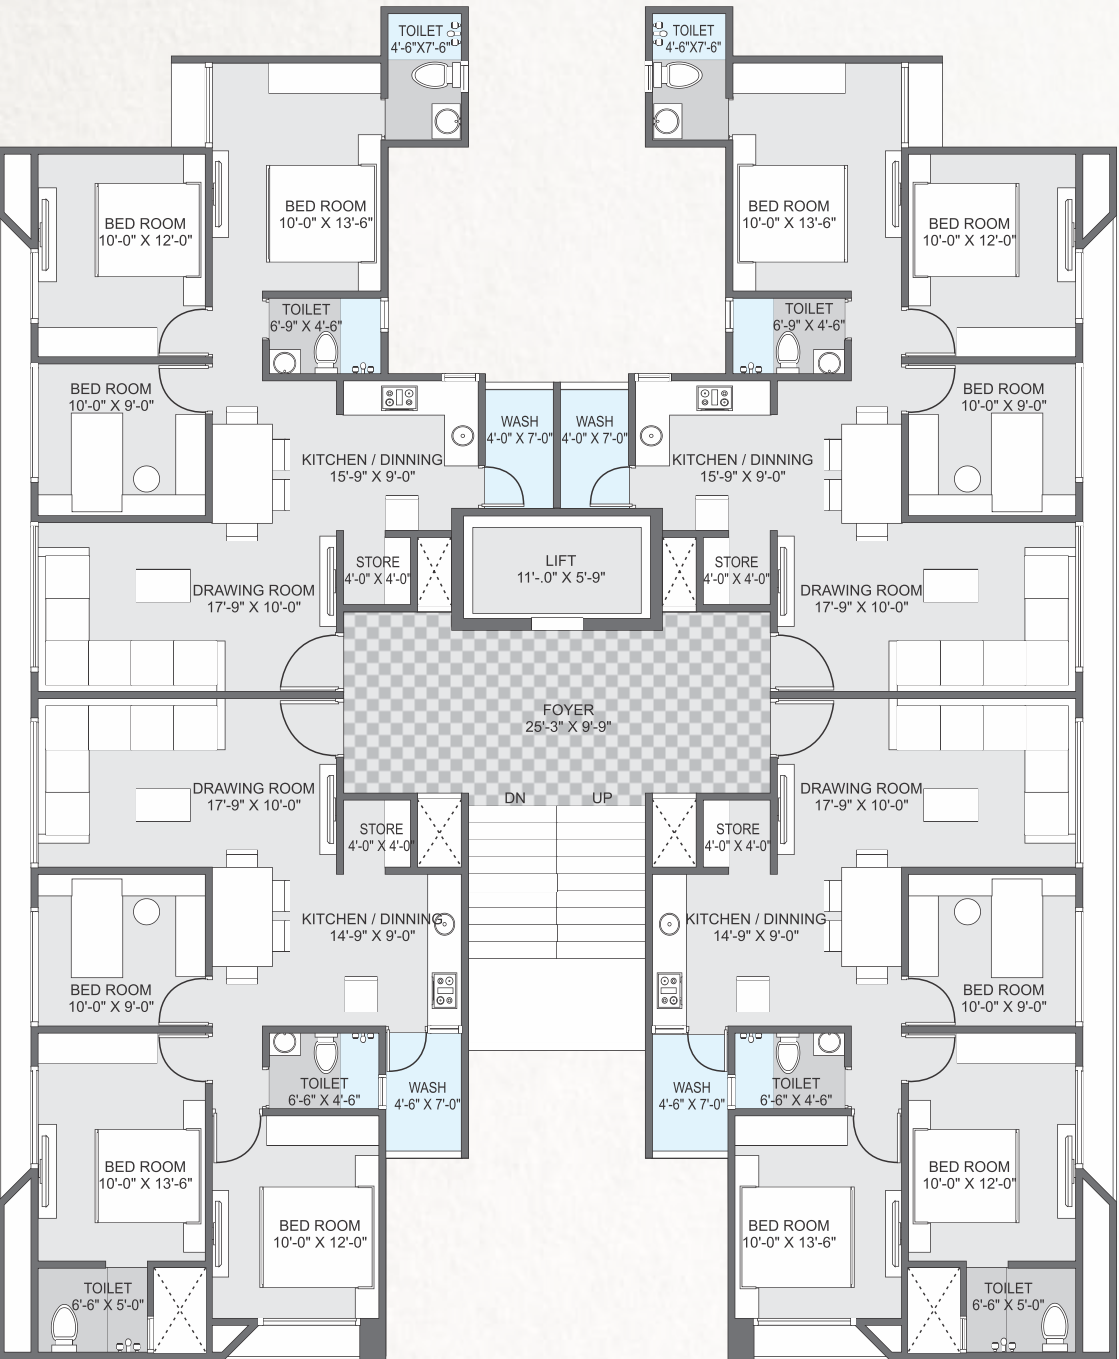 TOILET
4'-6"X7'-6"
TOILET
4'-6"X7'-6"
BED ROOM
10'-0" X 12'-0"
BED ROOM
10'-0" X 13'-6"
BED ROOM
10'-0" X 13'-6"
BED ROOM
10'-0" X 12'-0"
TOILET
6'-9" X 4'-6"
TOILET
6'-9" X 4'-6"
BED ROOM
10'-0" X 9'-0"
BED ROOM
10'-0" X 9'-0"
WASH
4'-0" X 7'-0"
WASH
4'-0" X 7'-0"
KITCHEN / DINNING
15'-9" X 9'-0"
KITCHEN / DINNING
15'-9" X 9'-0"
STORE
4'-0" X 4'-0"
LIFT
11'-.0" X 5'-9"
STORE
4'-0" X 4'-0"
DRAWING ROOM
17'-9" X 10'-0"
DRAWING ROOM
17'-9" X 10'-0"
FOYER
25'-3" X 9'-9"
DRAWING ROOM
17'-9" X 10'-0"
DRAWING ROOM
17'-9" X 10'-0"
DN
UP
STORE
4'-0" X 4'-0"
STORE
4'-0" X 4'-0"
KITCHEN / DINNING
14'-9" X 9'-0"
KITCHEN / DINNING
14'-9" X 9'-0"
BED ROOM
10'-0" X 9'-0"
BED ROOM
10'-0" X 9'-0"
TOILET
6'-6" X 4'-6"
WASH
4'-6" X 7'-0"
WASH
4'-6" X 7'-0"
TOILET
6'-6" X 4'-6"
BED ROOM
10'-0" X 13'-6"
BED ROOM
10'-0" X 12'-0"
BED ROOM
10'-0" X 12'-0"
BED ROOM
10'-0" X 13'-6"
TOILET
6'-6" X 5'-0"
TOILET
6'-6" X 5'-0"